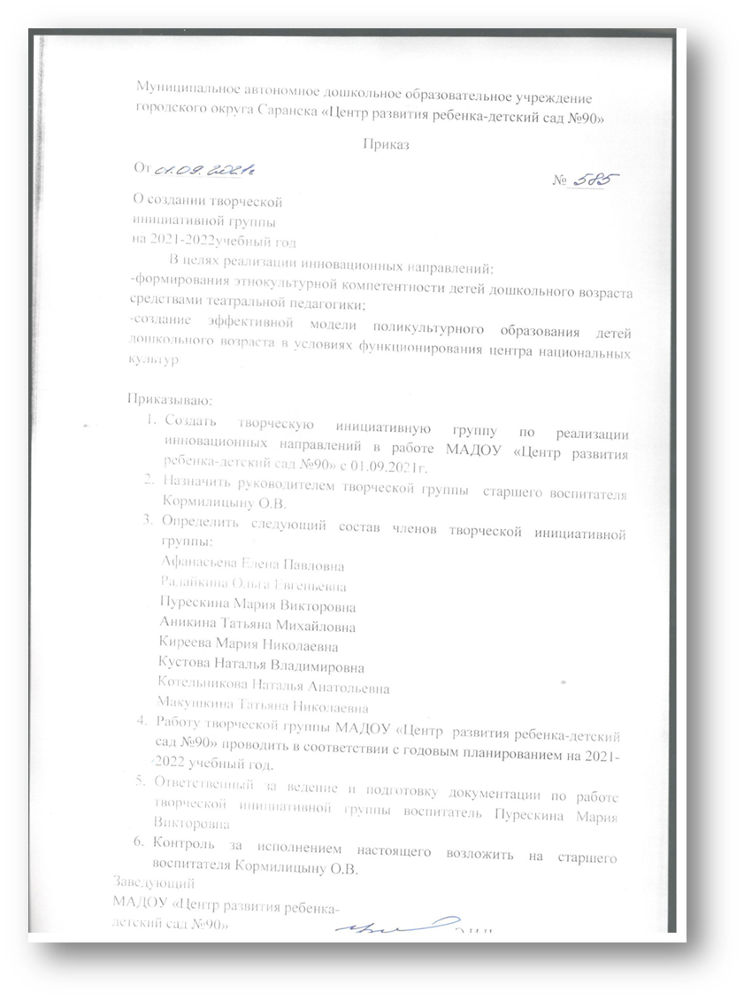 Муниципальное автономное дошкольное образовательное учреждение
городского округа Саранска «Центр развития ребенка-детский сад №90»
Приказ
От 01.09.2021г
№ 585
О создании творческой
инициативной группы
на 2021-2022учебный год
В целях реализации инновационных направлений:
-формирования этнокультурной компетентности детей дошкольного возраста
средствами театральной педагогики;
-создание эффективной модели поликультурного образования детей
дошкольного возраста в условиях функционирования центра национальных
культур
Приказываю:
1. Создать творческую инициативную группу по реализации
инновационных направлений в работе МАДОУ «Центр развития
ребенка-детский сад №90» с 01.09.2021г.
2. Назначить руководителем творческой группы старшего воспитателя
Кормилицыну О.В.
3. Определить следующий состав членов творческой инициативной
группы:
Афанасьева Елена Павловна
Радайкина Ольга Евгеньевна
Пурескина Мария Викторовна
Аникина Татьяна Михайловна
Киреева Мария Николаевна
Кустова Наталья Владимировна
Котельникова Наталья Анатольевна
Макушкина Татьяна Николаевна
4. Работу творческой группы МАДОУ «Центр развития ребенка-детский
сад №90» проводить в соответствии с годовым планированием на 2021-
2022 учебный год.
5. Ответственный за ведение и подготовку документации по работе
творческой инициативной группы воспитатель Пурескина Мария
Викторовна
6. Контроль за исполнением настоящего возложить на старшего
воспитателя Кормилицыну О.В.
Заведующий
МАДОУ «Центр развития ребенка-
детский сад №90»